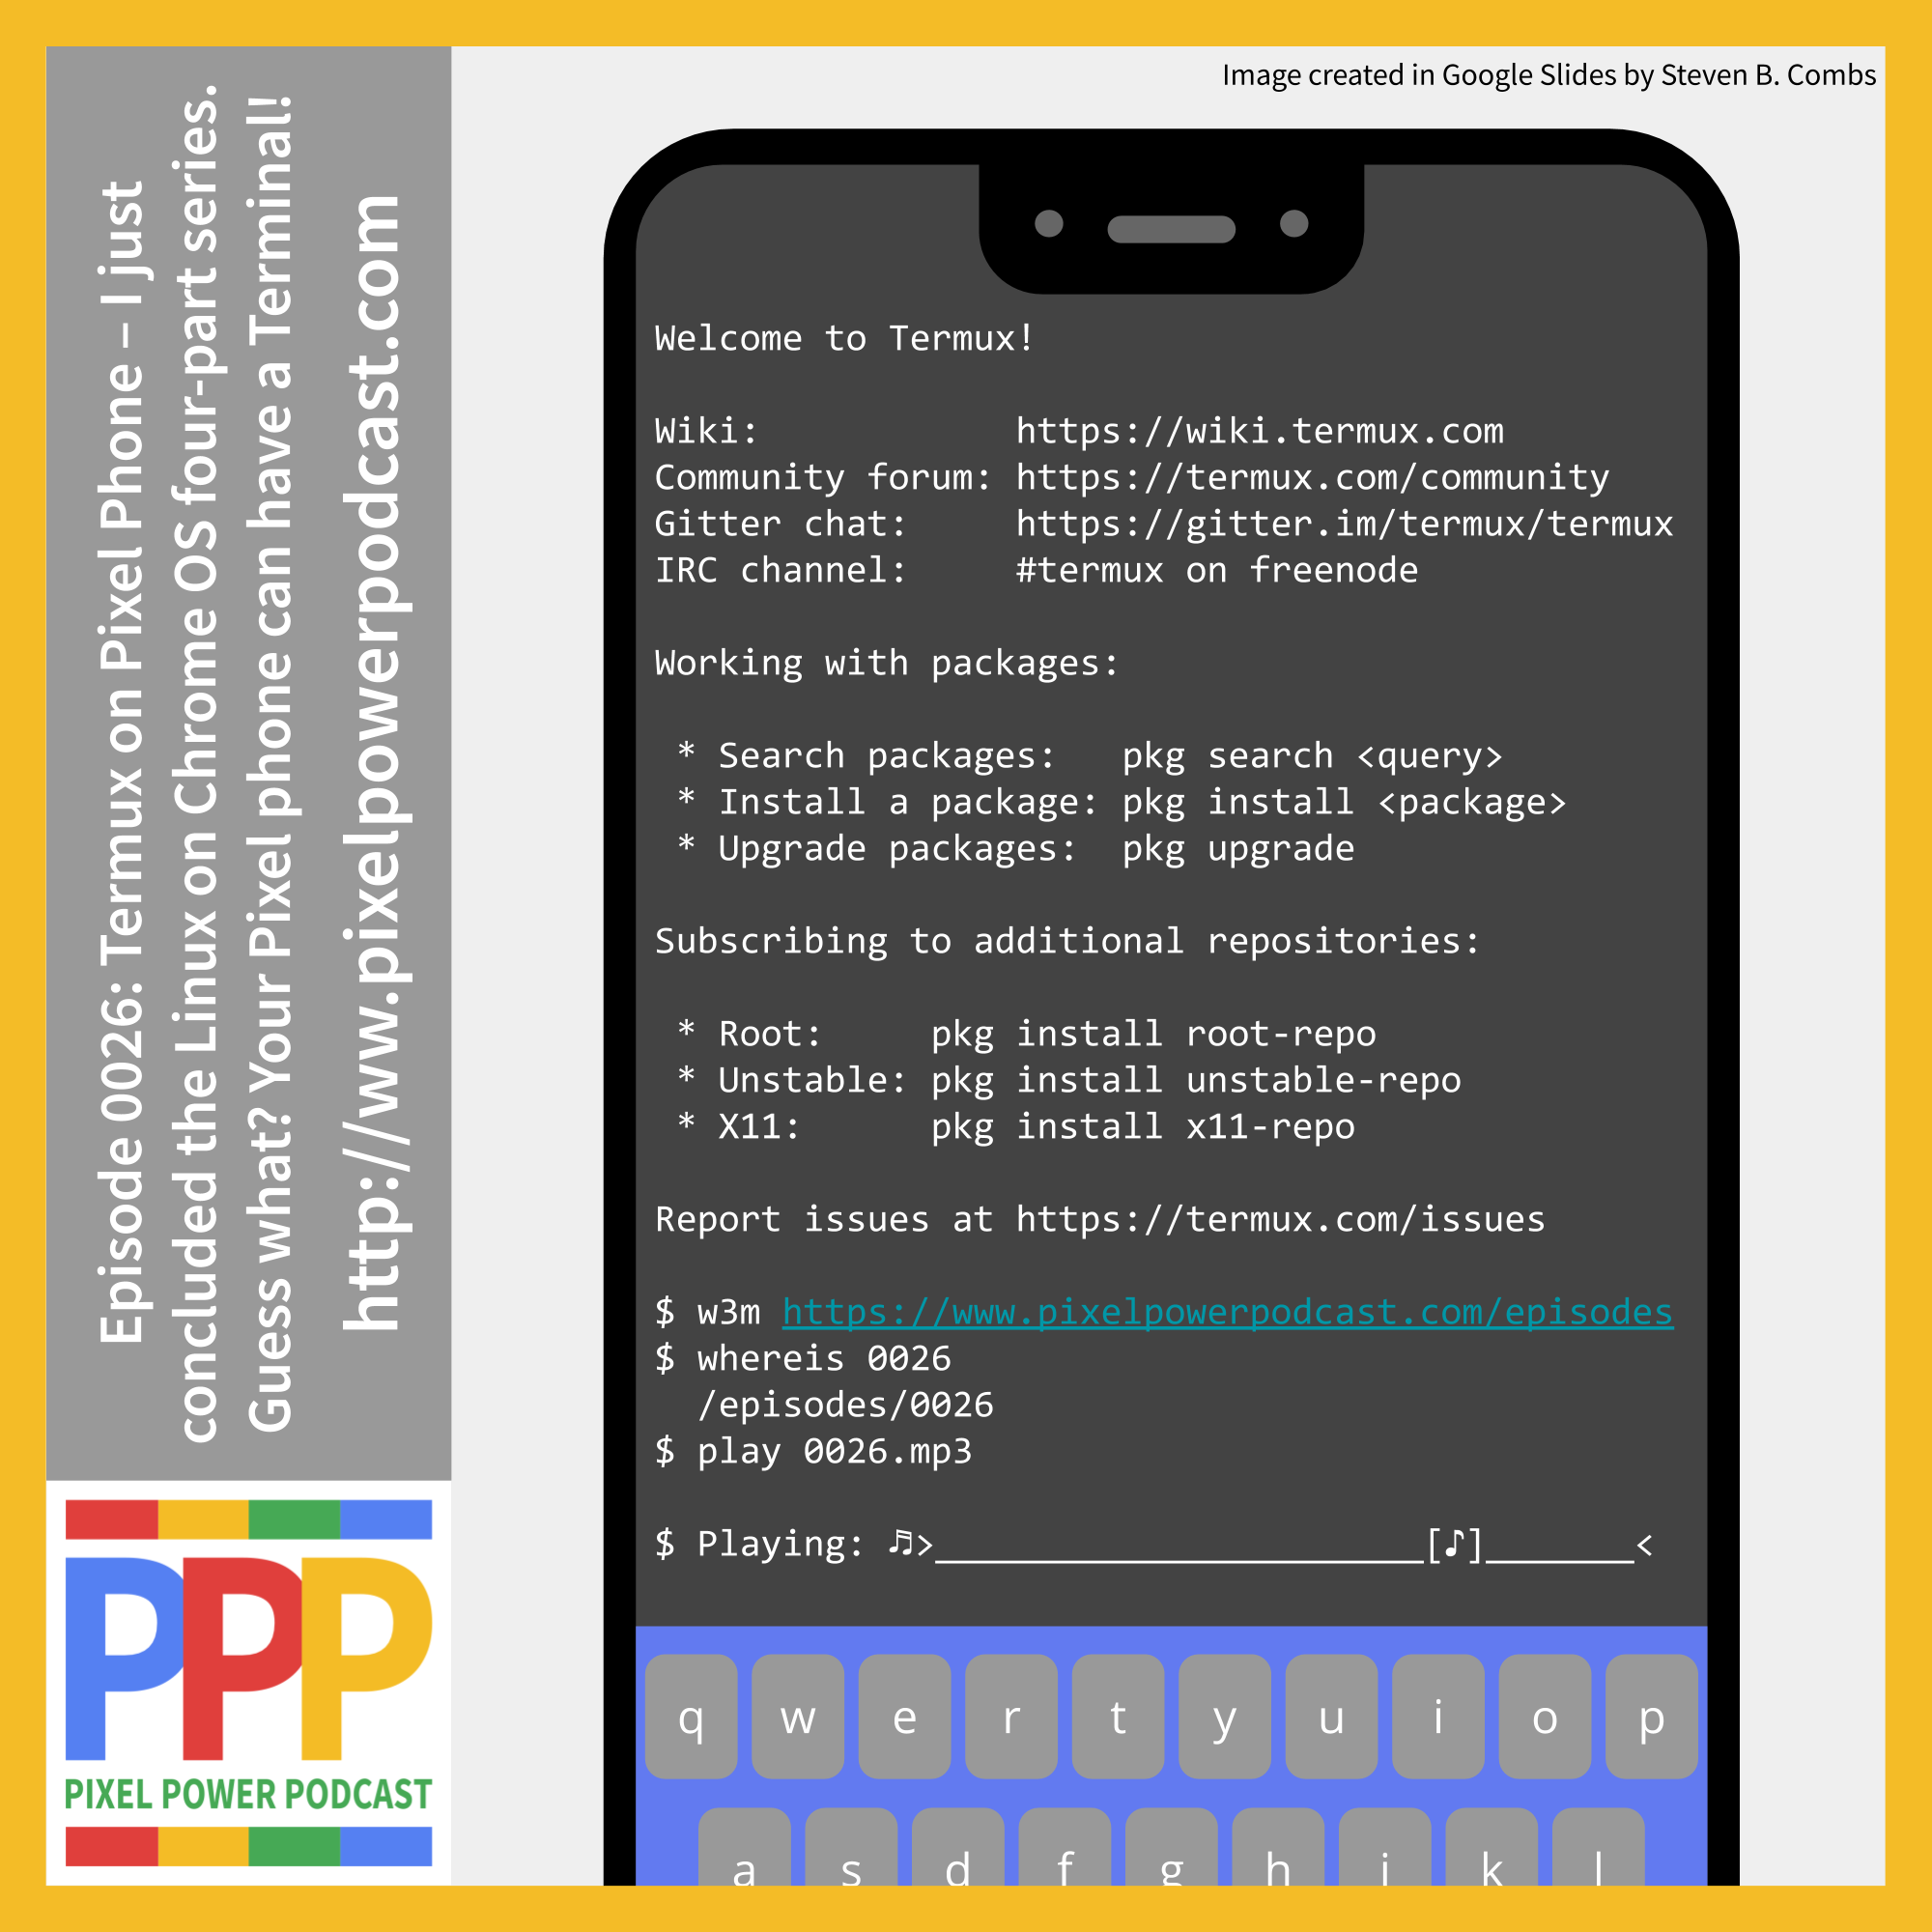 Image created in Google Slides by Steven B. Combs
Episode 0026: Termux on Pixel Phone – I just
concluded the Linux on Chrome OS four-part series.
Guess what? Your Pixel phone can have a Terminal!
http://www.pixelpowerpodcast.com
Welcome to Termux!
Wiki: https://wiki.termux.com
Community forum: https://termux.com/community
Gitter chat: https://gitter.im/termux/termux
IRC channel: #termux on freenode
Working with packages:
* Search packages: pkg search <query>
* Install a package: pkg install <package>
* Upgrade packages: pkg upgrade
Subscribing to additional repositories:
* Root: pkg install root-repo
* Unstable: pkg install unstable-repo
* X11: pkg install x11-repo
Report issues at https://termux.com/issues
$ w3m https://www.pixelpowerpodcast.com/episodes
$ whereis 0026
/episodes/0026
$ play 0026.mp3
$ Playing: ♬>_______________________[♪]_______<
q w e r t y u i o p
a s d f g h j k l
PPP
PIXEL POWER PODCAST